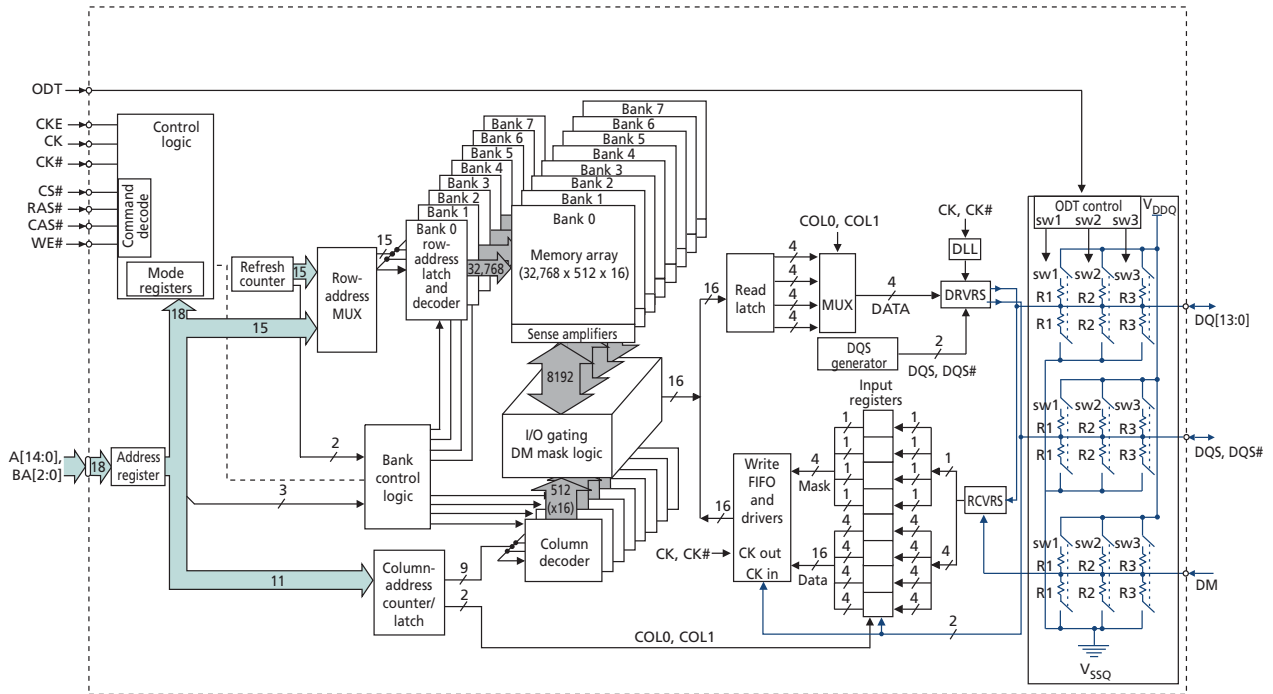 ODT
CKE
CK
CK#
CS#
RAS#
CAS#
WE#
Control
logic
Command
decode
Mode
registers
Refresh
counter
15
18
15
Row-
address
MUX
15
Bank 7
Bank 6
Bank 5
Bank 4
Bank 3
Bank 2
Bank 1
Bank 0
row-
address
latch
and
decoder
32,768
Bank 7
Bank 6
Bank 5
Bank 4
Bank 3
Bank 2
Bank 1
Bank 0
Memory array
(32,768 x 512 x 16)
Sense amplifiers
8192
16
I/O gating
DM mask logic
512
(x16)
Column
decoder
A[14:0],
BA[2:0]
18
Address
register
2
3
Bank
control
logic
11
Column-
address
counter/
latch
9
2
COL0, COL1
16
Read
latch
4
4
4
4
COL0, COL1
MUX
4
DATA
CK, CK#
DLL
DRVRS
DQS
generator
2
DQS, DQS#
Input
registers
1
1
1
1
4
4
4
4
1
1
1
1
4
4
4
4
1
4
RCVRS
16
Write
FIFO
and
drivers
CK out
CK in
CK, CK#
4
Mask
16
Data
2
ODT control
sw1 sw2 sw3
VDDQ
sw1 sw2 sw3
R1 R2 R3
R1 R2 R3
sw1 sw2 sw3
R1 R2 R3
R1 R2 R3
sw1 sw2 sw3
R1 R2 R3
R1 R2 R3
VSSQ
DQ[13:0]
DQS, DQS#
DM